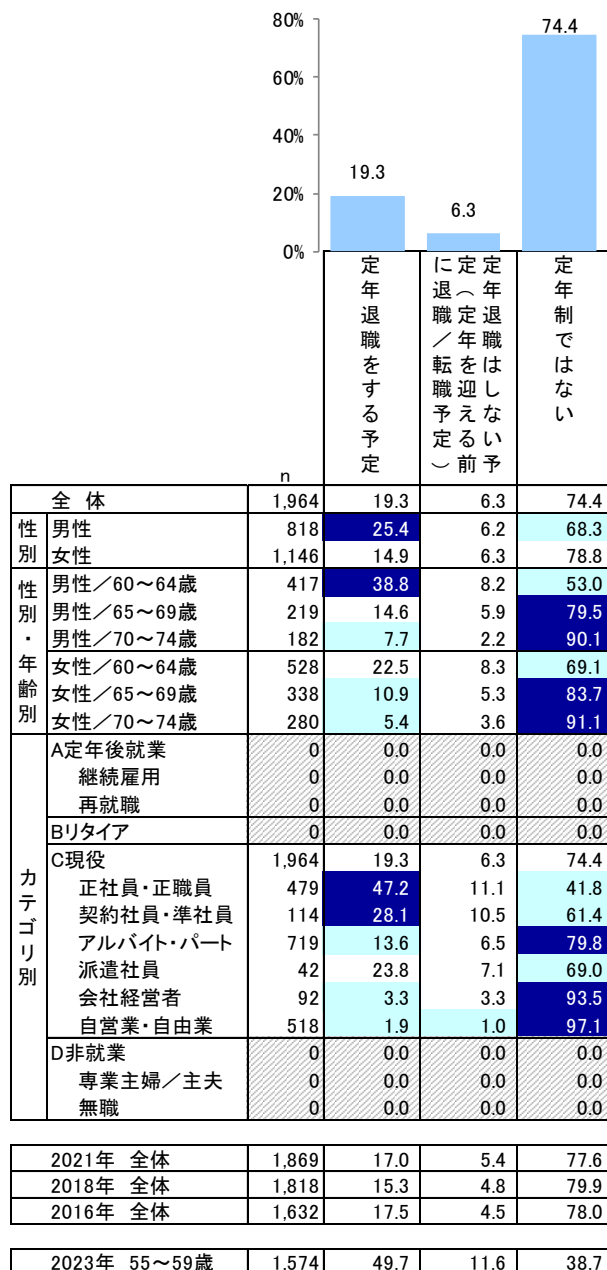 80%
60%
40%
20%
0%
19.3
6.3
74.4
定年退職をする予定
定年退職はしない予
定（定年を迎える前
に退職／転職予定）
定年制ではない
n
全 体 1,964 19.3 6.3 74.4
性別
男性 818 25.4 6.2 68.3
女性 1,146 14.9 6.3 78.8
性別・年齢別
男性／60～64歳 417 38.8 8.2 53.0
男性／65～69歳 219 14.6 5.9 79.5
男性／70～74歳 182 7.7 2.2 90.1
女性／60～64歳 528 22.5 8.3 69.1
女性／65～69歳 338 10.9 5.3 83.7
女性／70～74歳 280 5.4 3.6 91.1
カテゴリ別
A定年後就業 0 0.0 0.0 0.0
継続雇用 0 0.0 0.0 0.0
再就職 0 0.0 0.0 0.0
Bリタイア 0 0.0 0.0 0.0
C現役 1,964 19.3 6.3 74.4
正社員・正職員 479 47.2 11.1 41.8
契約社員・準社員 114 28.1 10.5 61.4
アルバイト・パート 719 13.6 6.5 79.8
派遣社員 42 23.8 7.1 69.0
会社経営者 92 3.3 3.3 93.5
自営業・自由業 518 1.9 1.0 97.1
D非就業 0 0.0 0.0 0.0
専業主婦／主夫 0 0.0 0.0 0.0
無職 0 0.0 0.0 0.0
2021年 全体 1,869 17.0 5.4 77.6
2018年 全体 1,818 15.3 4.8 79.9
2016年 全体 1,632 17.5 4.5 78.0
2023年 55～59歳 1,574 49.7 11.6 38.7